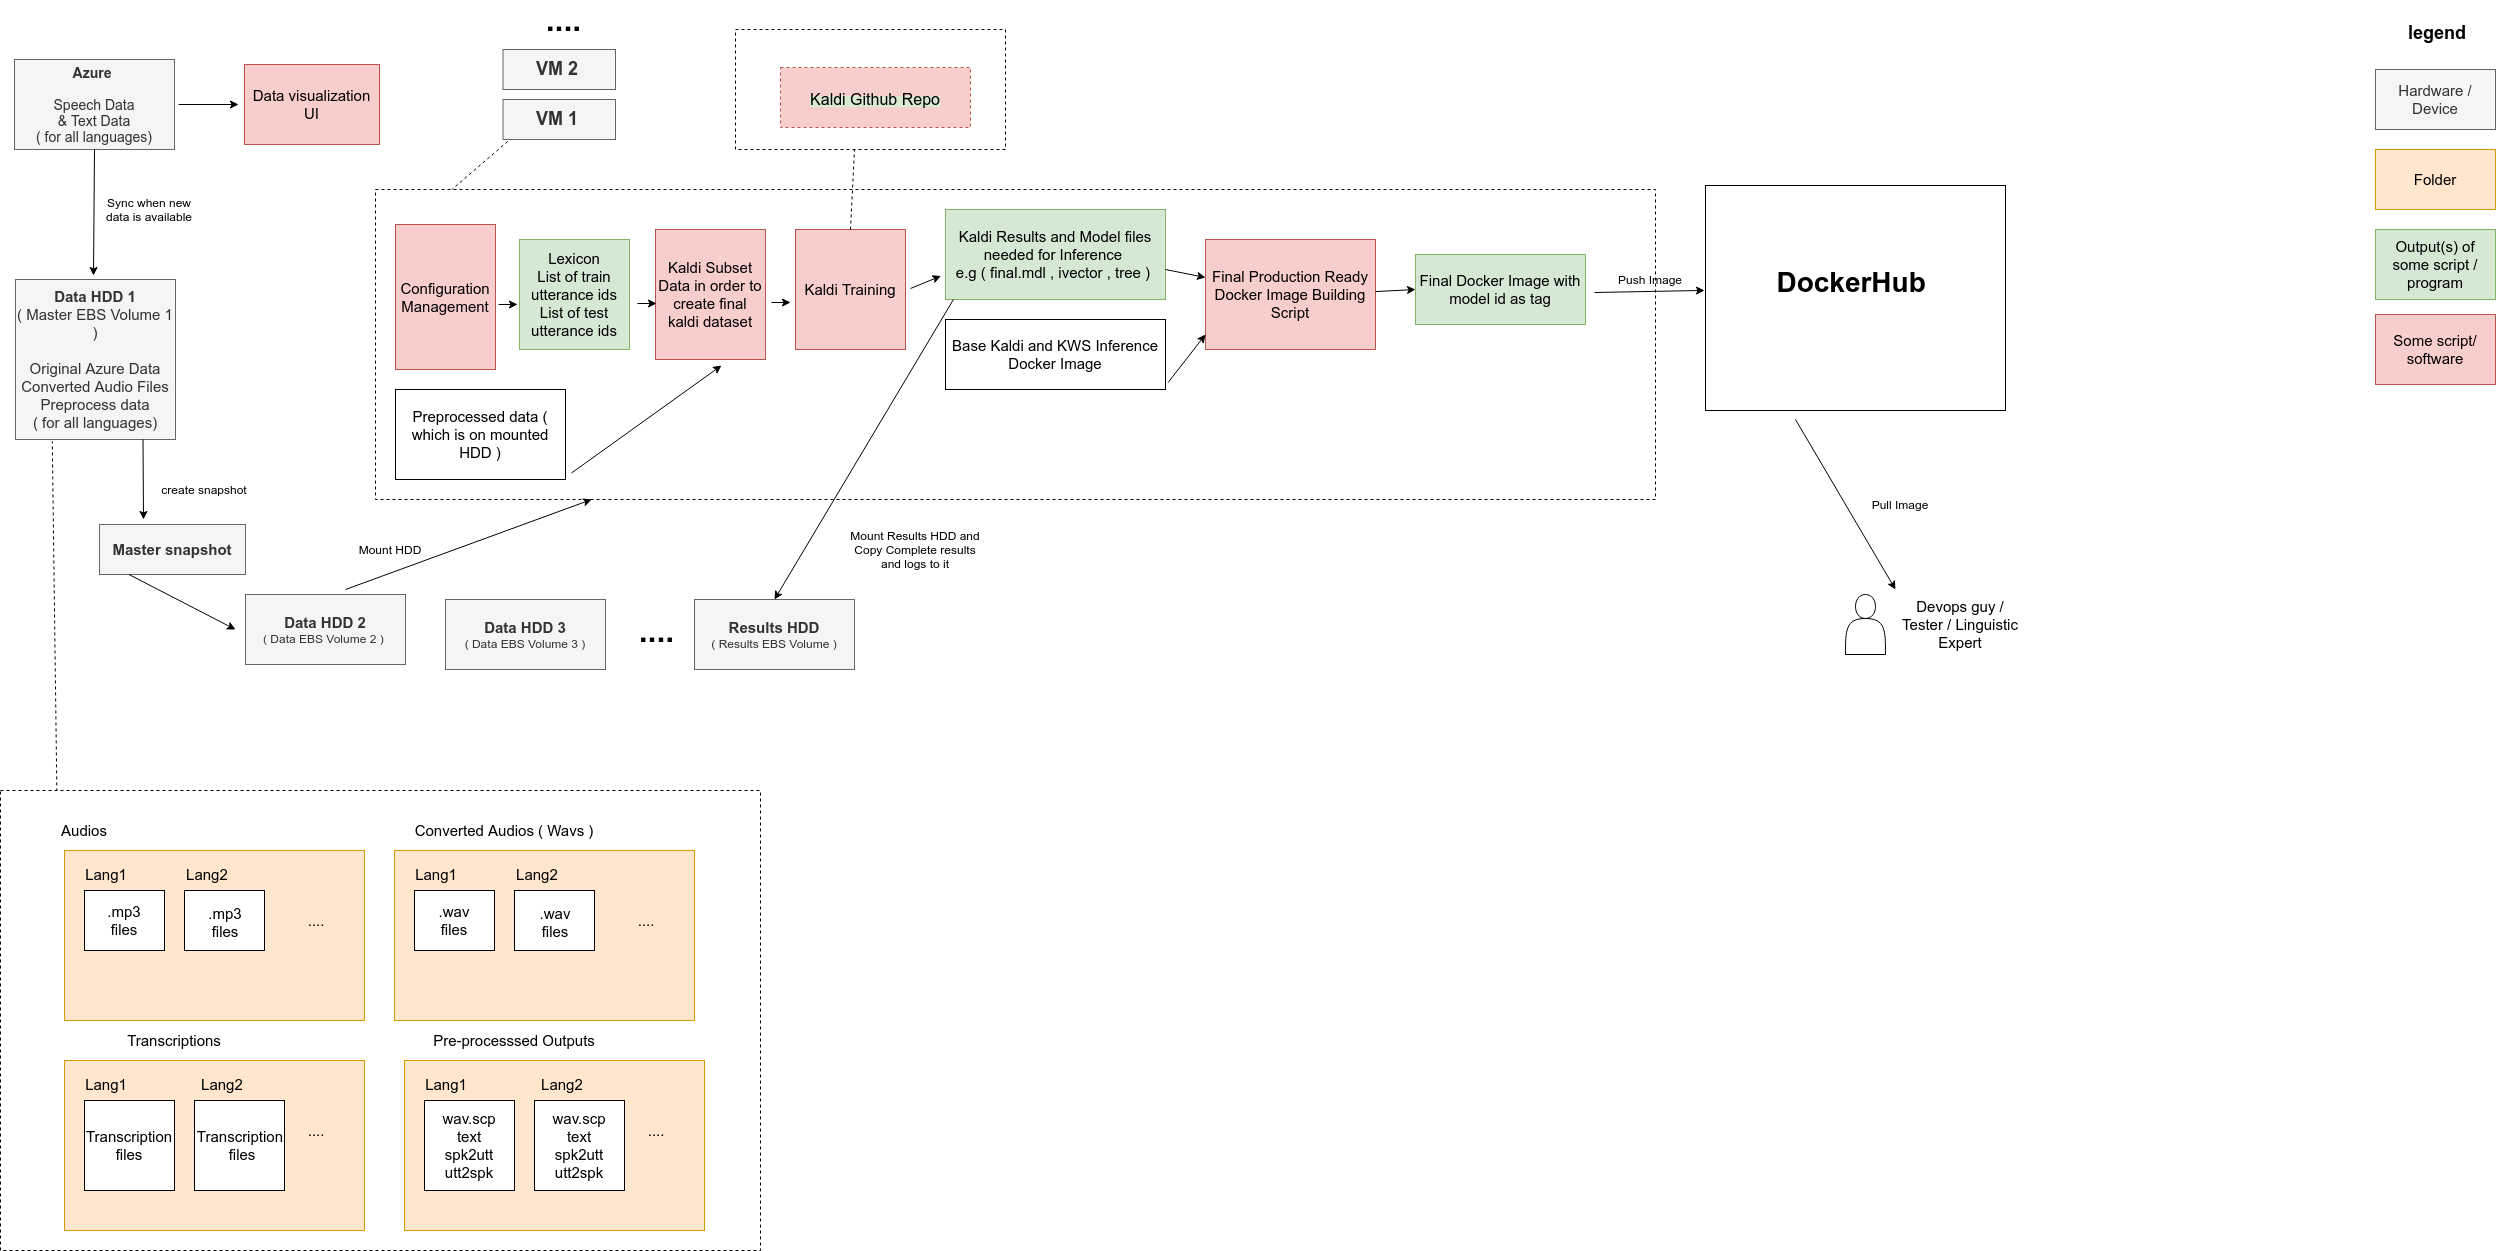 ....
legend
Azure
Speech Data
& Text Data
( for all languages)
Data visualization
UI
VM 2
VM 1
Kaldi Github Repo
Hardware /
Device
Folder
Output(s) of
some script /
program
Some script/
software
Sync when new
data is available
Data HDD 1
( Master EBS Volume 1
)
Original Azure Data
Converted Audio Files
Preprocess data
( for all languages)
Configuration
Management
Lexicon
List of train
utterance ids
List of test
utterance ids
Kaldi Subset
Data in order to
create final
kaldi dataset
Kaldi Training
Kaldi Results and Model files
needed for Inference
e.g ( final.mdl , ivector , tree )
Base Kaldi and KWS Inference
Docker Image
Final Production Ready
Docker Image Building
Script
Final Docker Image with
model id as tag
Push Image
DockerHub
Preprocessed data (
which is on mounted
HDD )
create snapshot
Master snapshot
Mount HDD
Mount Results HDD and
Copy Complete results
and logs to it
Pull Image
Data HDD 2
( Data EBS Volume 2 )
Data HDD 3
( Data EBS Volume 3 )
....
Results HDD
( Results EBS Volume )
Devops guy /
Tester / Linguistic
Expert
Audios
Lang1
Lang2
.mp3
files
.mp3
files
....
Converted Audios ( Wavs )
Lang1
Lang2
.wav
files
.wav
files
....
Transcriptions
Lang1
Lang2
Transcription
files
Transcription
files
....
Pre-processsed Outputs
Lang1
Lang2
wav.scp
text
spk2utt
utt2spk
wav.scp
text
spk2utt
utt2spk
....